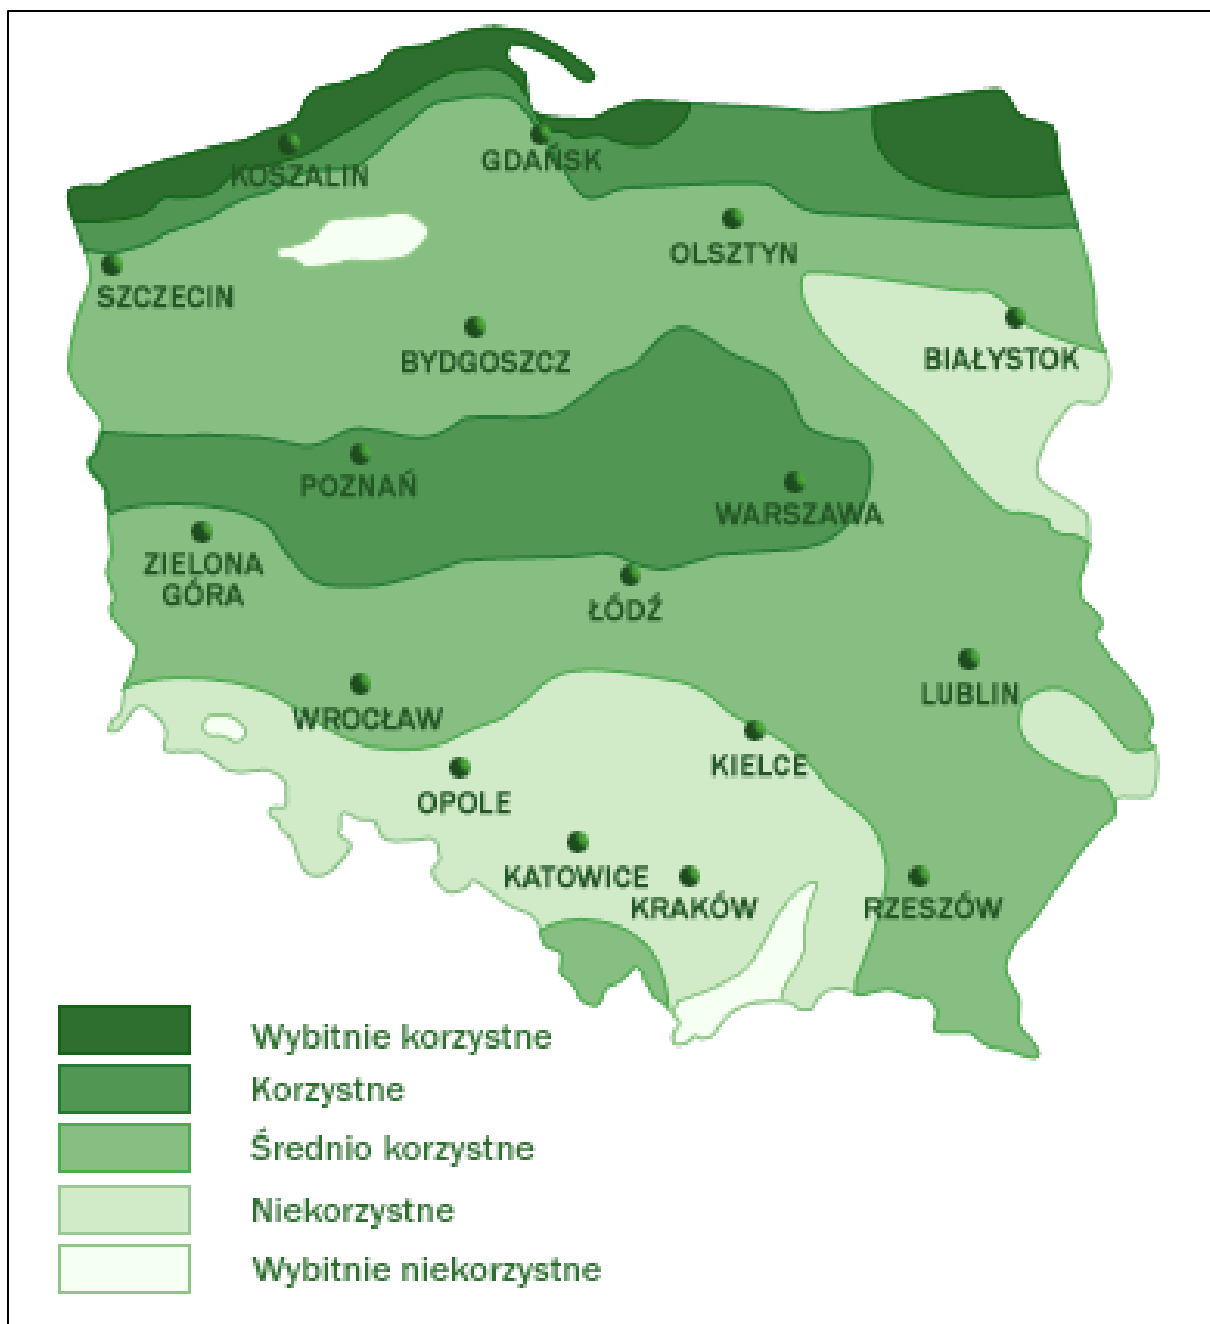 KOSZALIN
GDAŃSK
OLSZTYN
SZCZECIN
BYDGOSZCZ
BIAŁYSTOK
POZNAŃ
WARSZAWA
ZIELONA
GÓRA
ŁÓDŹ
LUBLIN
WROCŁAW
KIELCE
OPOLE
KATOWICE
KRAKÓW
RZESZÓW
Wybitnie korzystne
Korzystne
Średnio korzystne
Niekorzystne
Wybitnie niekorzystne